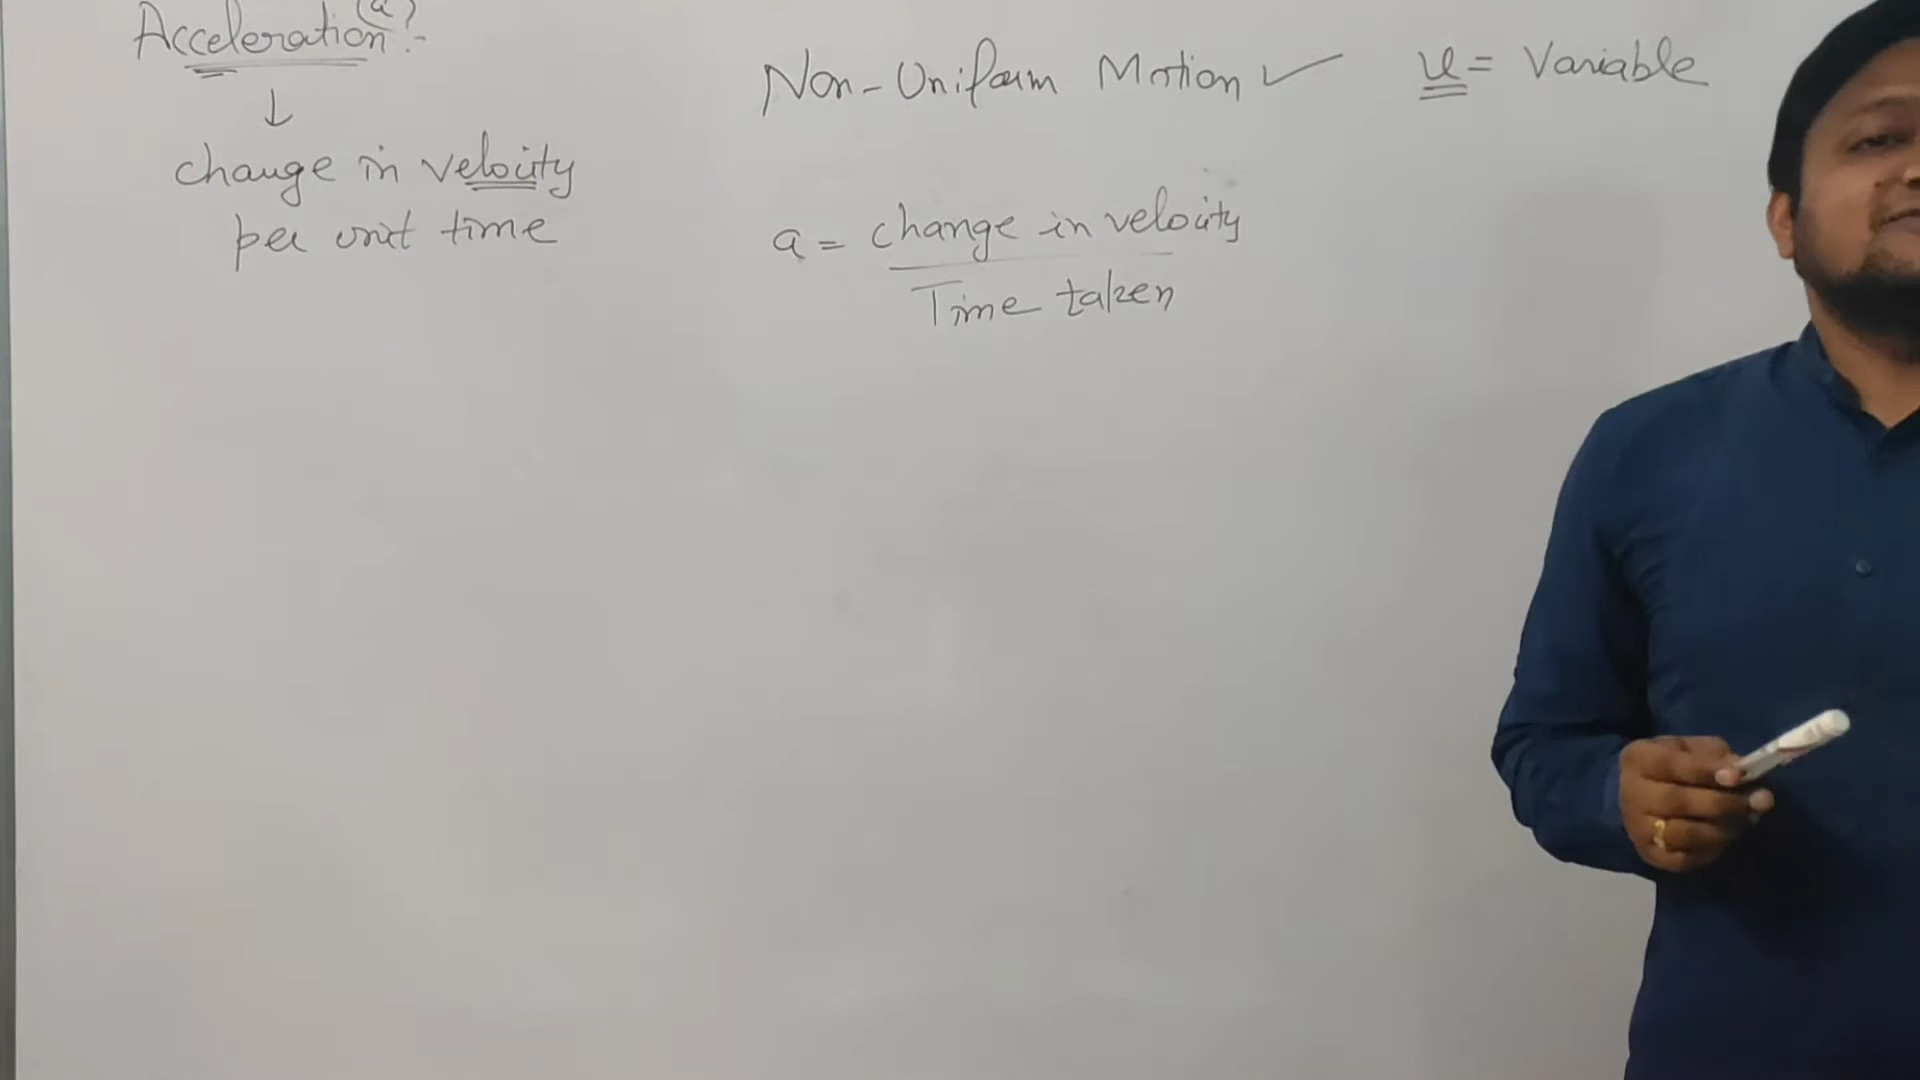 Acceleration (a) :-
↓
change in velocity
per unit time
Non-Uniform Motion ✓
u = Variable
a = change in velocity
Time taken